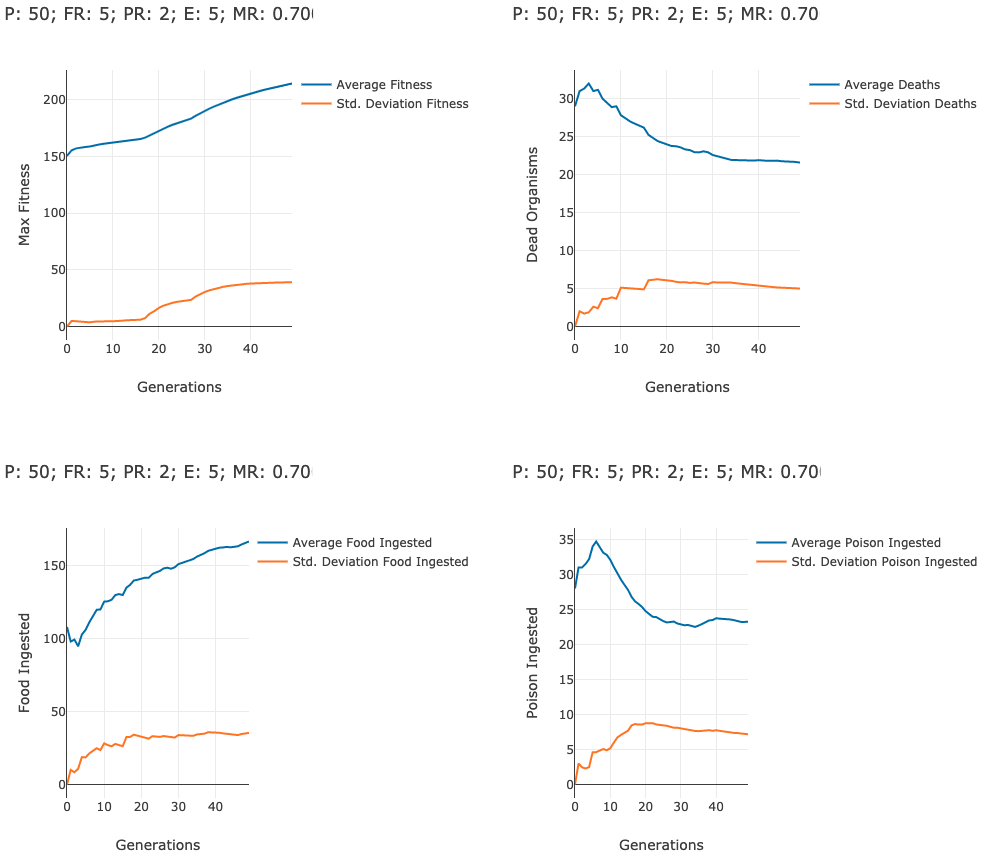 P: 50; FR: 5; PR: 2; E: 5; MR: 0.70
Average Fitness
Std. Deviation Fitness
Max Fitness
200
150
100
50
0
0 10 20 30 40
Generations
P: 50; FR: 5; PR: 2; E: 5; MR: 0.70
Average Deaths
Std. Deviation Deaths
Dead Organisms
30
25
20
15
10
5
0
0 10 20 30 40
Generations
P: 50; FR: 5; PR: 2; E: 5; MR: 0.70
Average Food Ingested
Std. Deviation Food Ingested
Food Ingested
150
100
50
0
0 10 20 30 40
Generations
P: 50; FR: 5; PR: 2; E: 5; MR: 0.70
Average Poison Ingested
Std. Deviation Poison Ingested
Poison Ingested
35
30
25
20
15
10
5
0
0 10 20 30 40
Generations